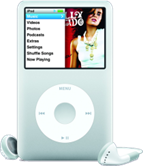 iPod
Music
Videos
Photos
Podcasts
Extras
Settings
Shuffle Songs
Now Playing
MENU